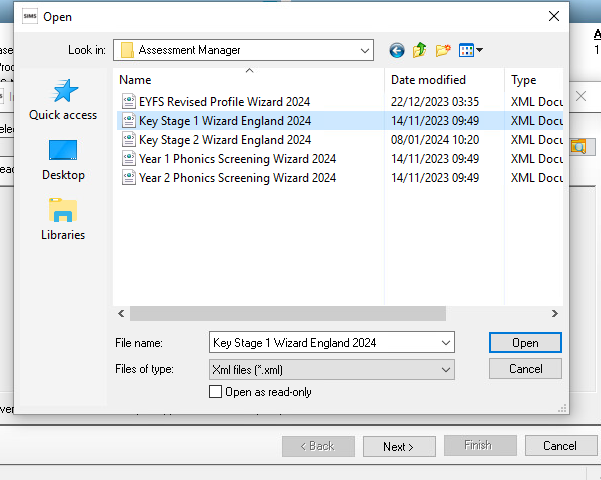 SIMS Open
Look in: Assessment Manager
Name Date modified Type
EYFS Revised Profile Wizard 2024 22/12/2023 03:35 XML Docu
Key Stage 1 Wizard England 2024 14/11/2023 09:49 XML Docu
Key Stage 2 Wizard England 2024 08/01/2024 10:20 XML Docu
Year 1 Phonics Screening Wizard 2024 14/11/2023 09:49 XML Docu
Year 2 Phonics Screening Wizard 2024 14/11/2023 09:49 XML Docu
Quick access
Desktop
Libraries
File name: Key Stage 1 Wizard England 2024 Open
Files of type: Xml files (*.xml) Cancel
Open as read-only
< Back Next > Finish Cancel